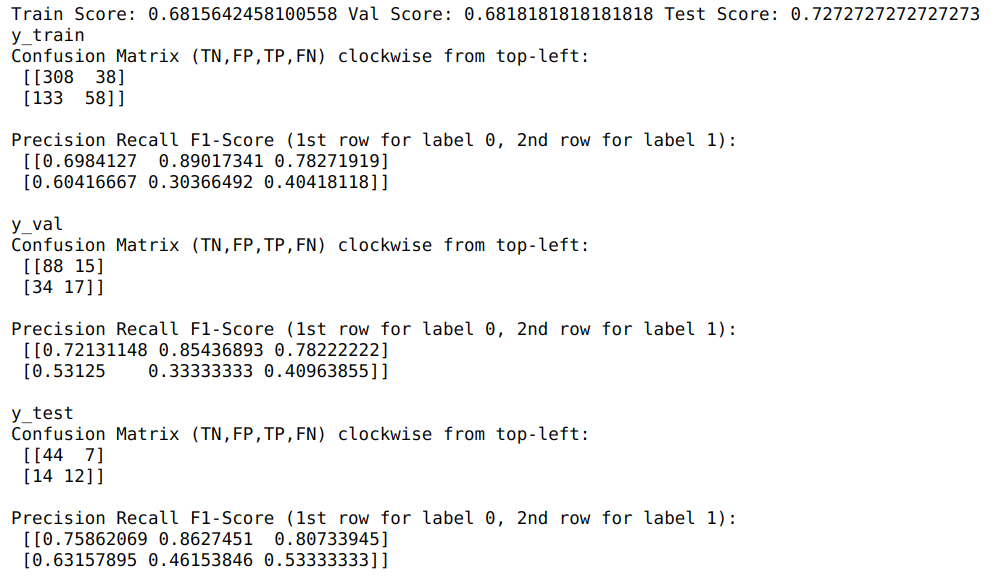 Train Score: 0.6815642458100558 Val Score: 0.6818181818181818 Test Score: 0.7272727272727273
y_train
Confusion Matrix (TN,FP,TP,FN) clockwise from top-left:
 [[308  38]
 [133  58]]

Precision Recall F1-Score (1st row for label 0, 2nd row for label 1):
 [[0.6984127  0.89017341 0.78271919]
 [0.60416667 0.30366492 0.40418118]]

y_val
Confusion Matrix (TN,FP,TP,FN) clockwise from top-left:
 [[88 15]
 [34 17]]

Precision Recall F1-Score (1st row for label 0, 2nd row for label 1):
 [[0.72131148 0.85436893 0.78222222]
 [0.53125    0.33333333 0.40963855]]

y_test
Confusion Matrix (TN,FP,TP,FN) clockwise from top-left:
 [[44  7]
 [14 12]]

Precision Recall F1-Score (1st row for label 0, 2nd row for label 1):
 [[0.75862069 0.8627451  0.80733945]
 [0.63157895 0.46153846 0.53333333]]